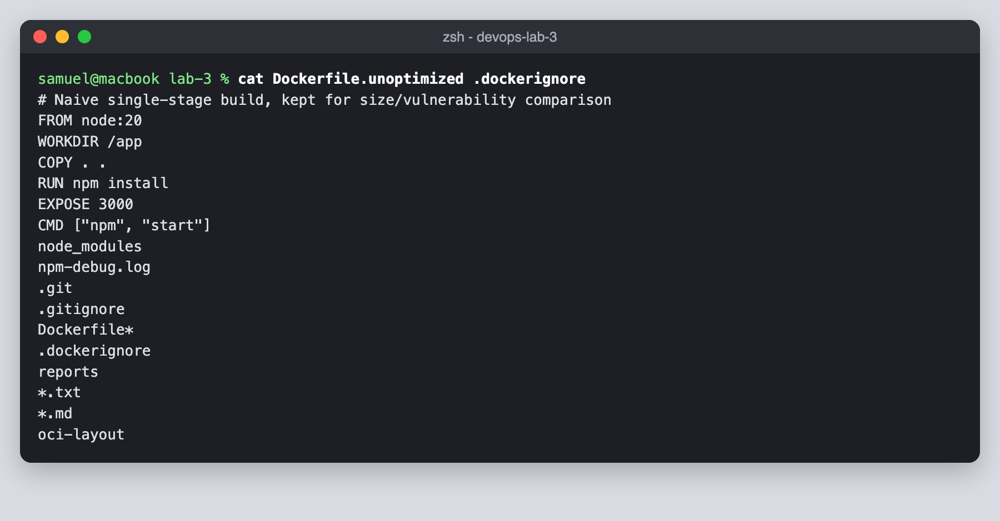 zsh - devops-lab-3
samuel@macbook lab-3 % cat Dockerfile.unoptimized .dockerignore
# Naive single-stage build, kept for size/vulnerability comparison
FROM node:20
WORKDIR /app
COPY . .
RUN npm install
EXPOSE 3000
CMD ["npm", "start"]
node_modules
npm-debug.log
.git
.gitignore
Dockerfile*
.dockerignore
reports
*.txt
*.md
oci-layout